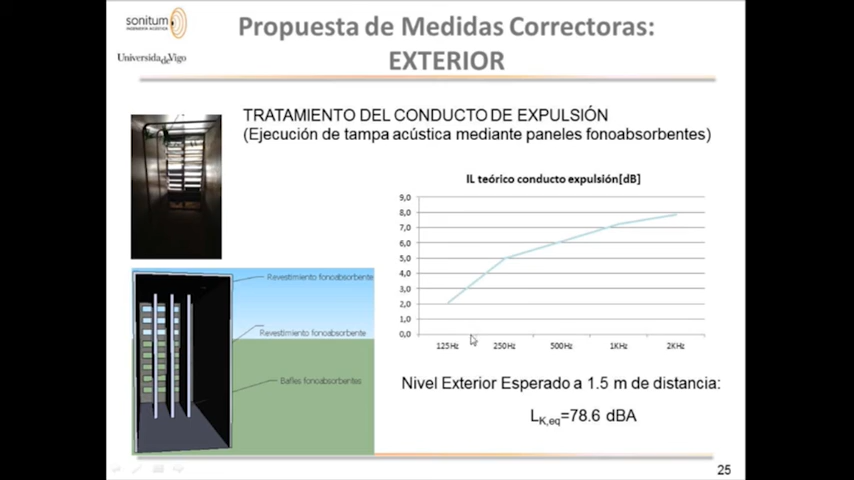 sonitum
INGENIERÍA ACÚSTICA
Universidade Vigo
Propuesta de Medidas Correctoras:
EXTERIOR
TRATAMIENTO DEL CONDUCTO DE EXPULSIÓN
(Ejecución de tampa acústica mediante paneles fonoabsorbentes)
IL teórico conducto expulsión[dB]
9,0
8,0
7,0
6,0
5,0
4,0
3,0
2,0
1,0
0,0
125Hz 250Hz 500Hz 1KHz 2KHz
Revestimiento fonoabsorbente
Revestimiento fonoabsorbente
Bafles fonoabsorbentes
Nivel Exterior Esperado a 1.5 m de distancia:
LK,eq=78.6 dBA
25